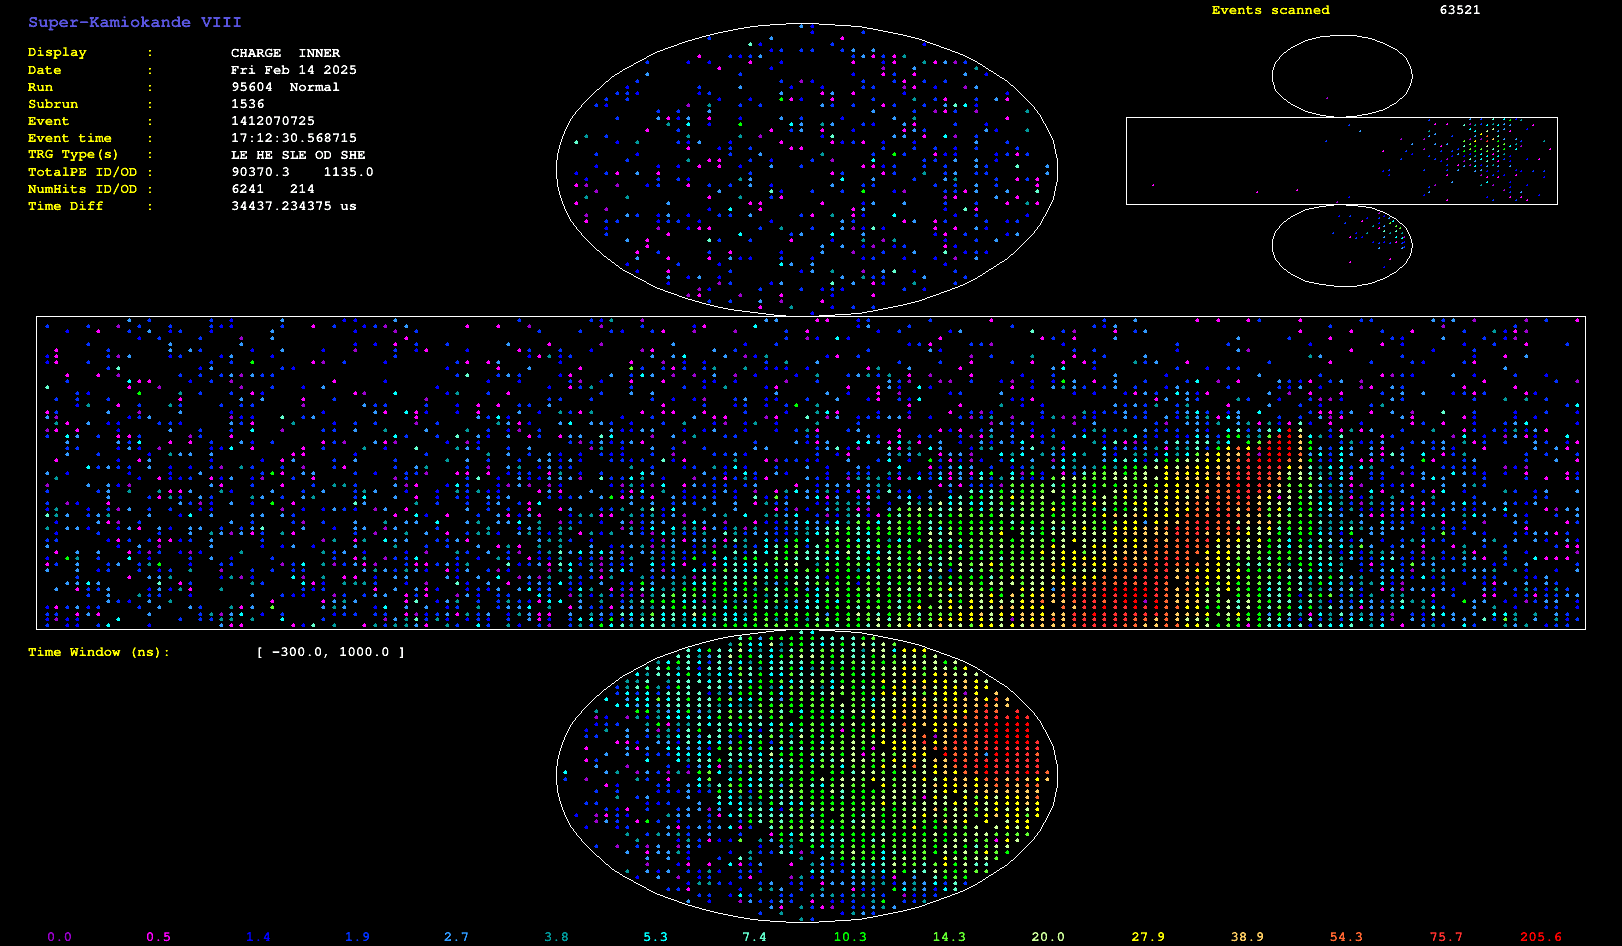 Super-Kamiokande VIII
Events scanned 63521
Display : CHARGE INNER
Date : Fri Feb 14 2025
Run : 95604 Normal
Subrun : 1536
Event : 1412070725
Event time : 17:12:30.568715
TRG Type(s) : LE HE SLE OD SHE
TotalPE ID/OD : 90370.3 1135.0
NumHits ID/OD : 6241 214
Time Diff : 34437.234375 us
Time Window (ns): [ -300.0, 1000.0 ]
0.0 0.5 1.4 1.9 2.7 3.8 5.3 7.4 10.3 14.3 20.0 27.9 38.9 54.3 75.7 205.6